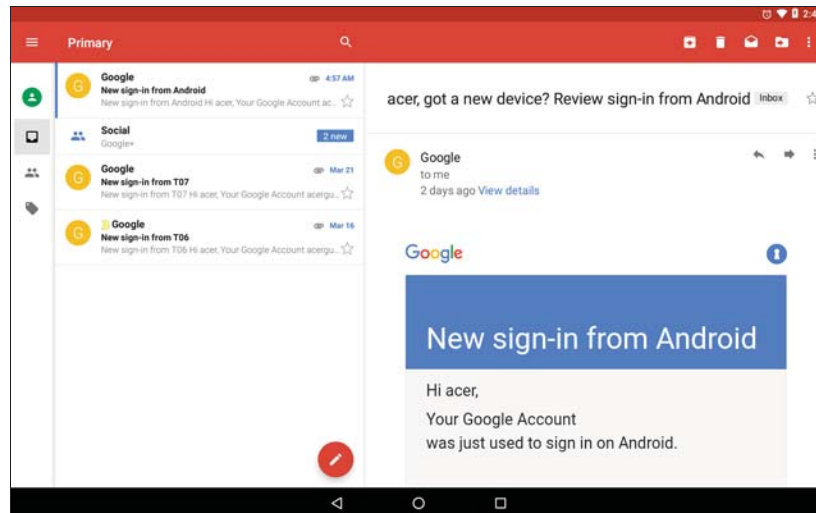 2:4
Primary
Google
4:57 AM
New sign-in from Android
New sign-in from Android Hi acer, Your Google Account ac...
Social
2 new
Google+
Google
Mar 21
New sign-in from T07
New sign-in from T07 Hi acer, Your Google Account acergu...
Google
Mar 16
New sign-in from T06
New sign-in from T06 Hi acer, Your Google Account acergu...
acer, got a new device? Review sign-in from Android Inbox
G
Google
to me
2 days ago View details
Google
New sign-in from Android
Hi acer,
Your Google Account
was just used to sign in on Android.